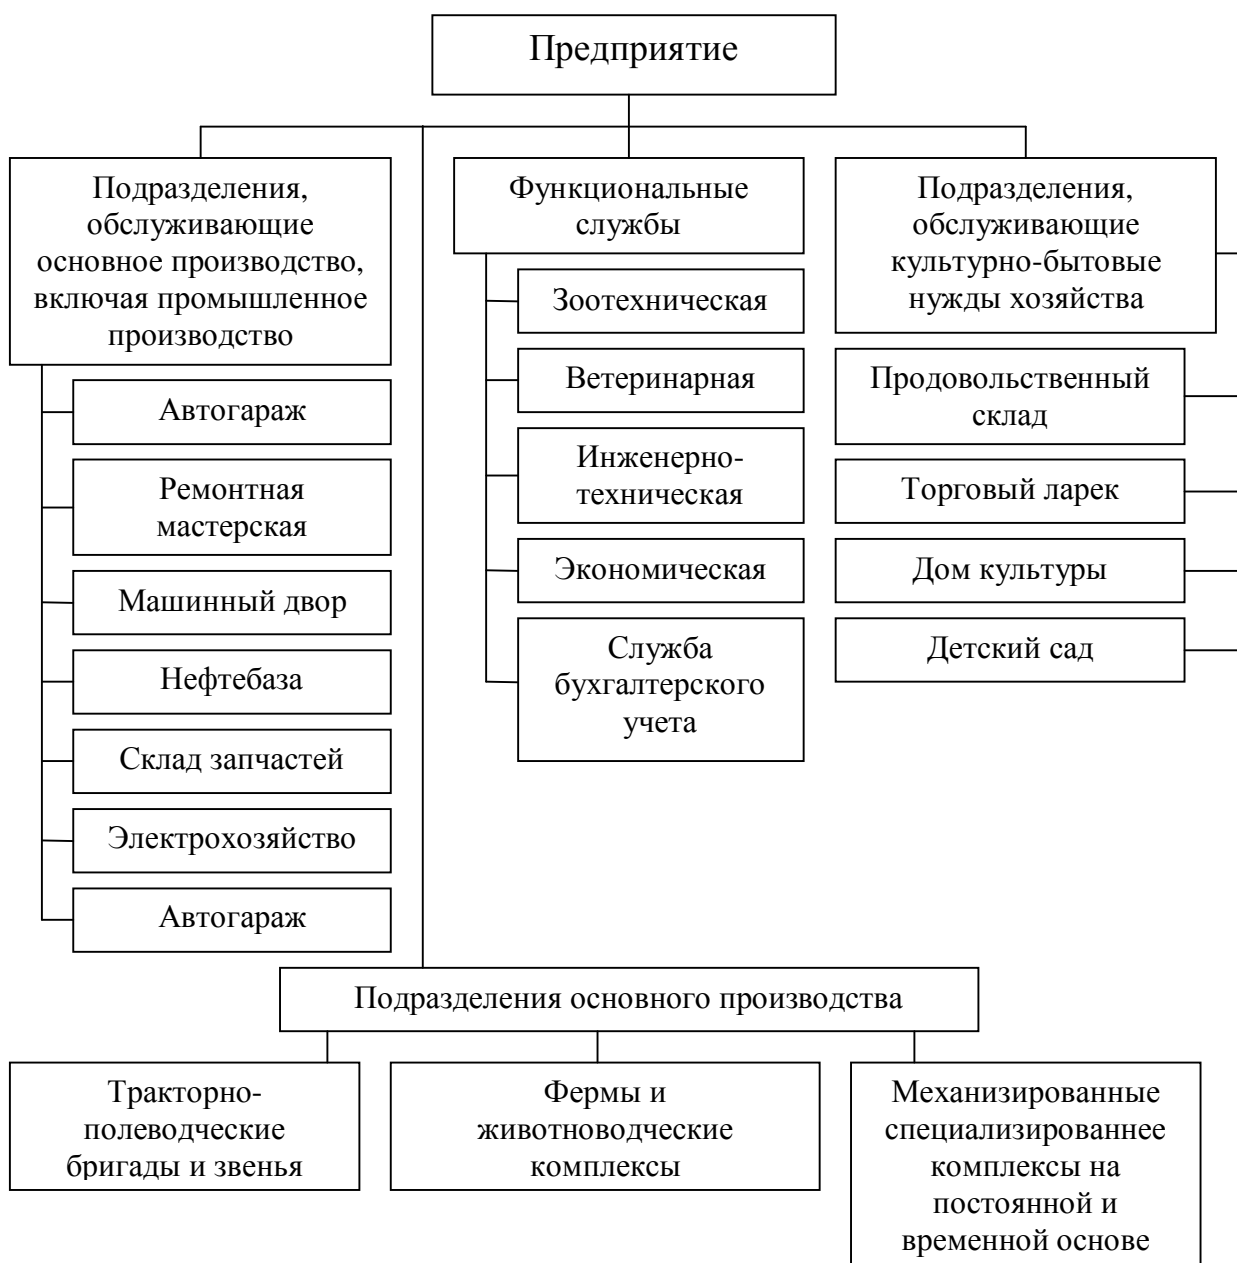 Предприятие
Подразделения,
обслуживающие
основное производство,
включая промышленное
производство
Автогараж
Ремонтная
мастерская
Машинный двор
Нефтебаза
Склад запчастей
Электрохозяйство
Автогараж
Функциональные
службы
Зоотехническая
Ветеринарная
Инженерно-
техническая
Экономическая
Служба
бухгалтерского
учета
Подразделения,
обслуживающие
культурно-бытовые
нужды хозяйства
Продовольственный
склад
Торговый ларек
Дом культуры
Детский сад
Подразделения основного производства
Тракторно-
полеводческие
бригады и звенья
Фермы и
животноводческие
комплексы
Механизированные
специализированнее
комплексы на
постоянной и
временной основе